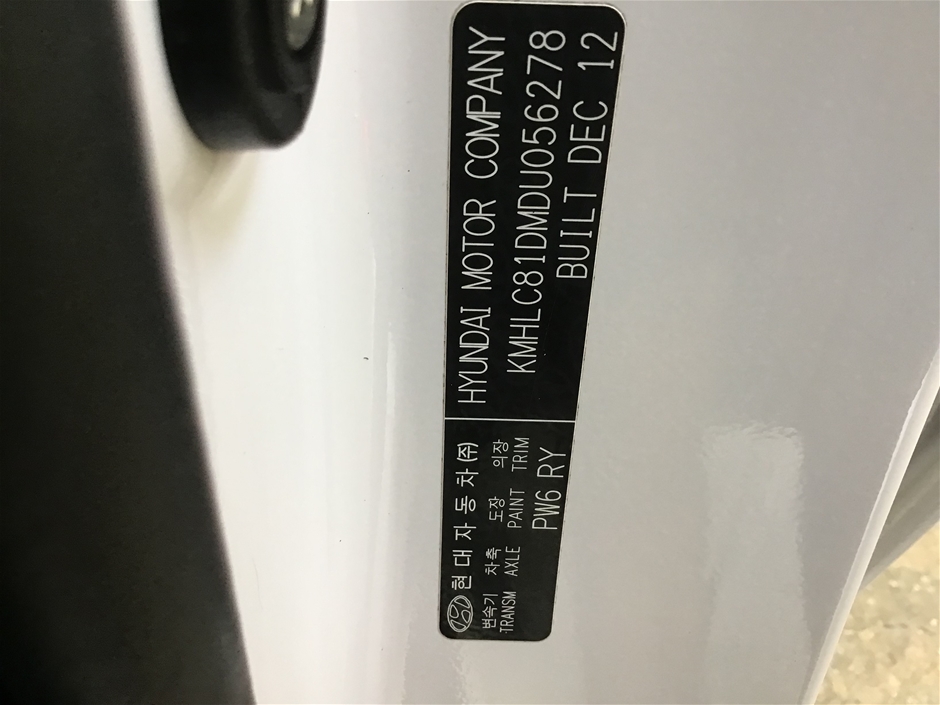 현대자동차(주)
변속기 차축 도장 의장
TRANSM AXLE PAINT TRIM
PW6 RY
HYUNDAI MOTOR COMPANY
KMHLC81DMDU056278
BUILT DEC 12